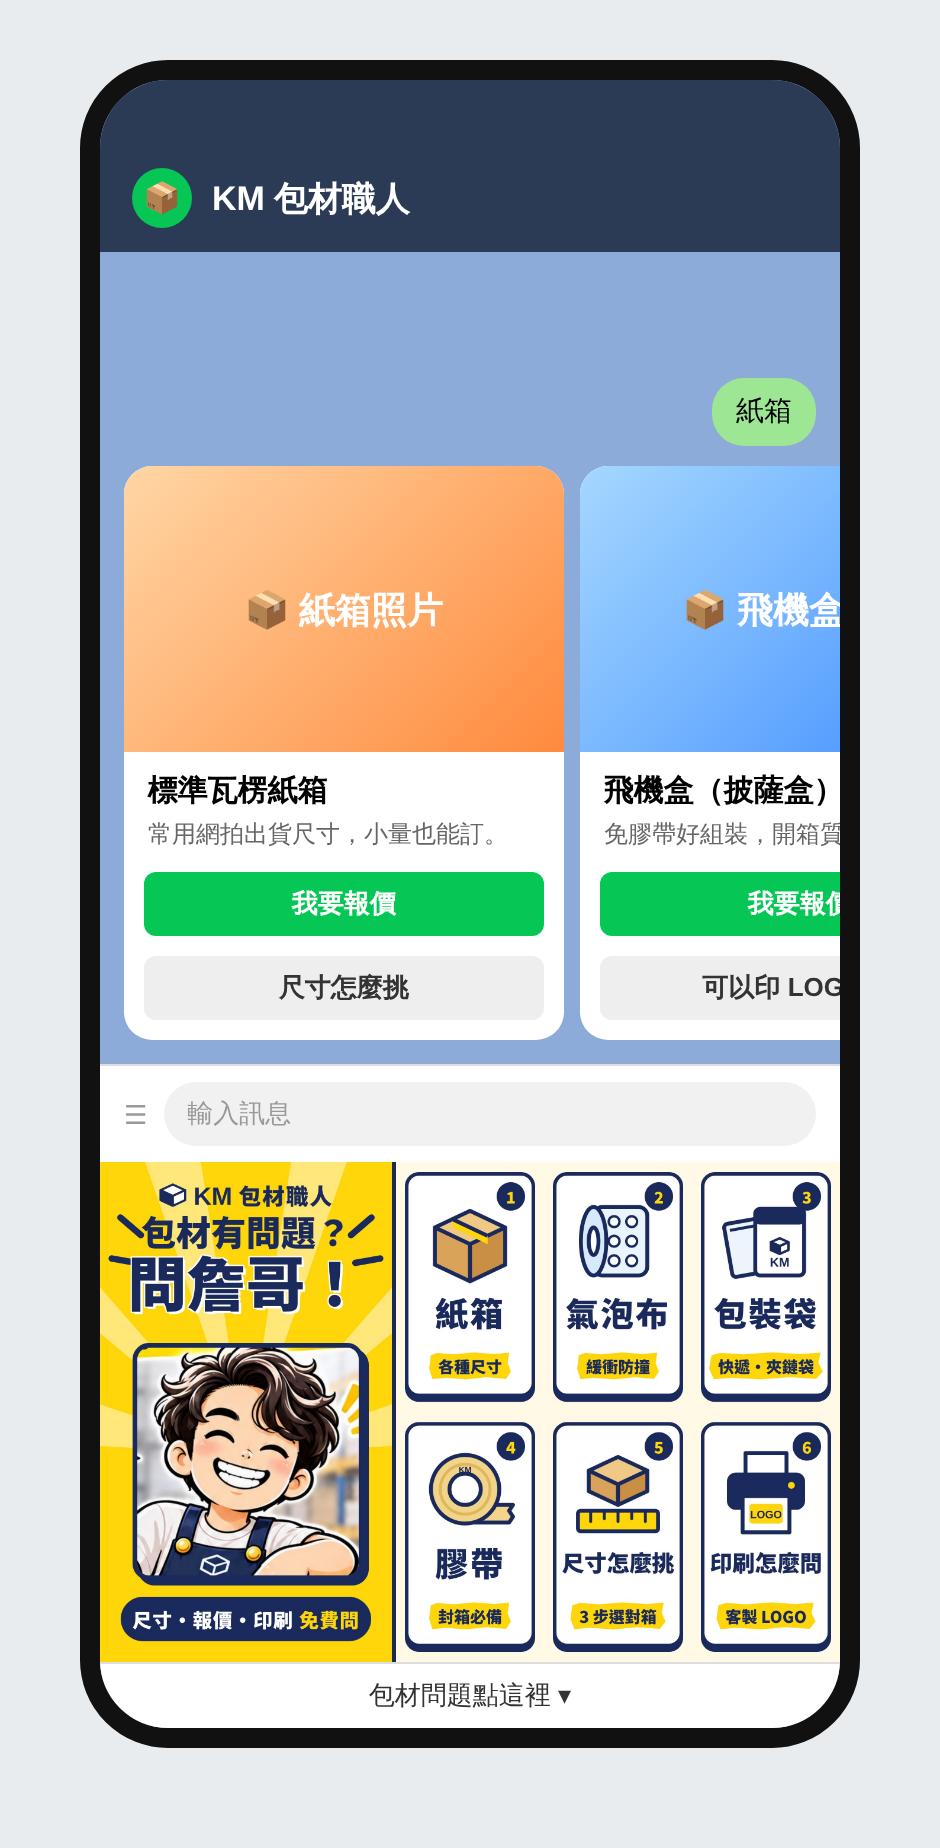 KM 包材職人
紙箱
📦 紙箱照片
標準瓦楞紙箱
常用網拍出貨尺寸，小量也能訂。
我要報價
尺寸怎麼挑
📦 飛機盒
飛機盒（披薩盒）
免膠帶好組裝，開箱質
我要報價
可以印 LOG
☰ 輸入訊息
KM 包材職人
包材有問題？
問詹哥！
尺寸・報價・印刷 免費問
1
紙箱
各種尺寸
2
氣泡布
緩衝防撞
3
KM
包裝袋
快遞・夾鏈袋
4
KM
膠帶
封箱必備
5
尺寸怎麼挑
3 步選對箱
6
LOGO
印刷怎麼問
客製 LOGO
包材問題點這裡 ▾